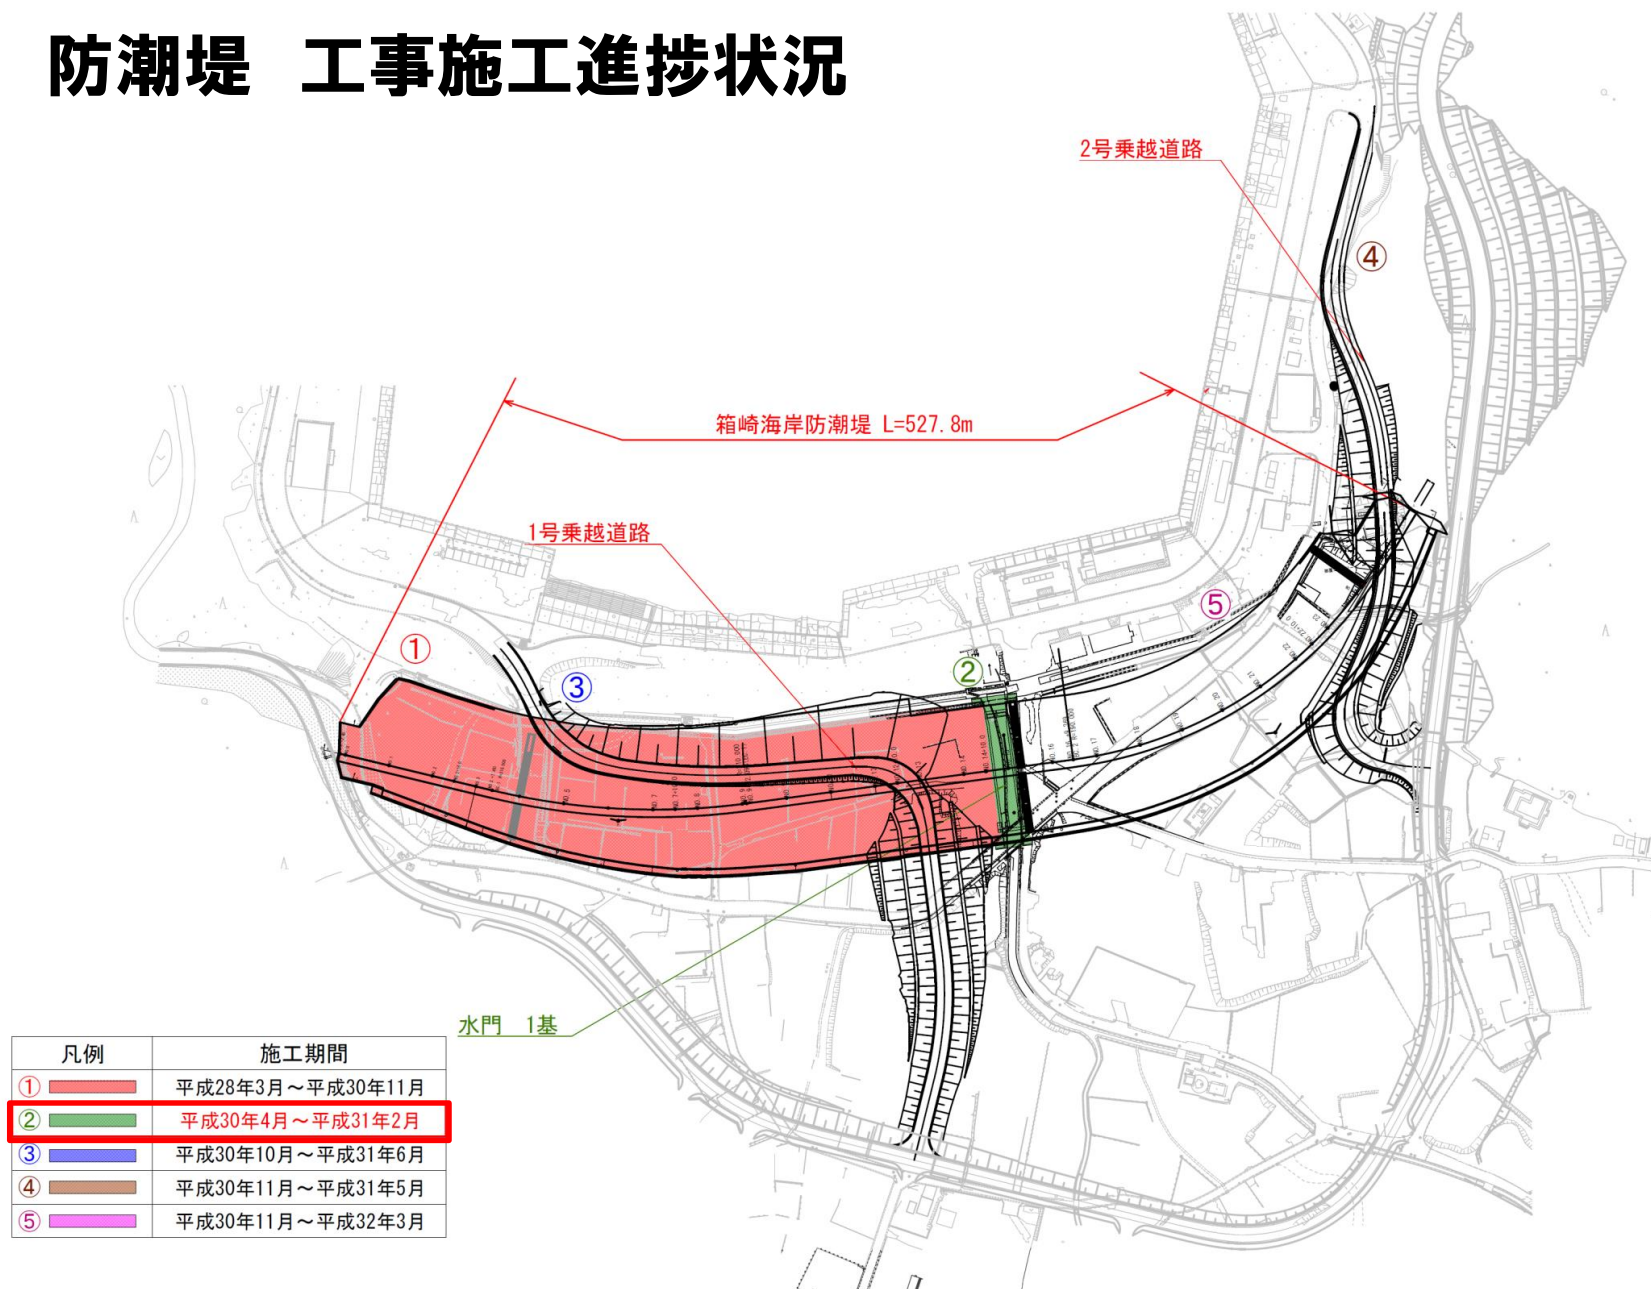 防潮堤　工事施工進捗状況
2号乗越道路
④
箱崎海岸防潮堤 L=527.8m
1号乗越道路
⑤
①
②
③
水門　1基
凡例 施工期間
① 平成28年3月～平成30年11月
② 平成30年4月～平成31年2月
③ 平成30年10月～平成31年6月
④ 平成30年11月～平成31年5月
⑤ 平成30年11月～平成32年3月